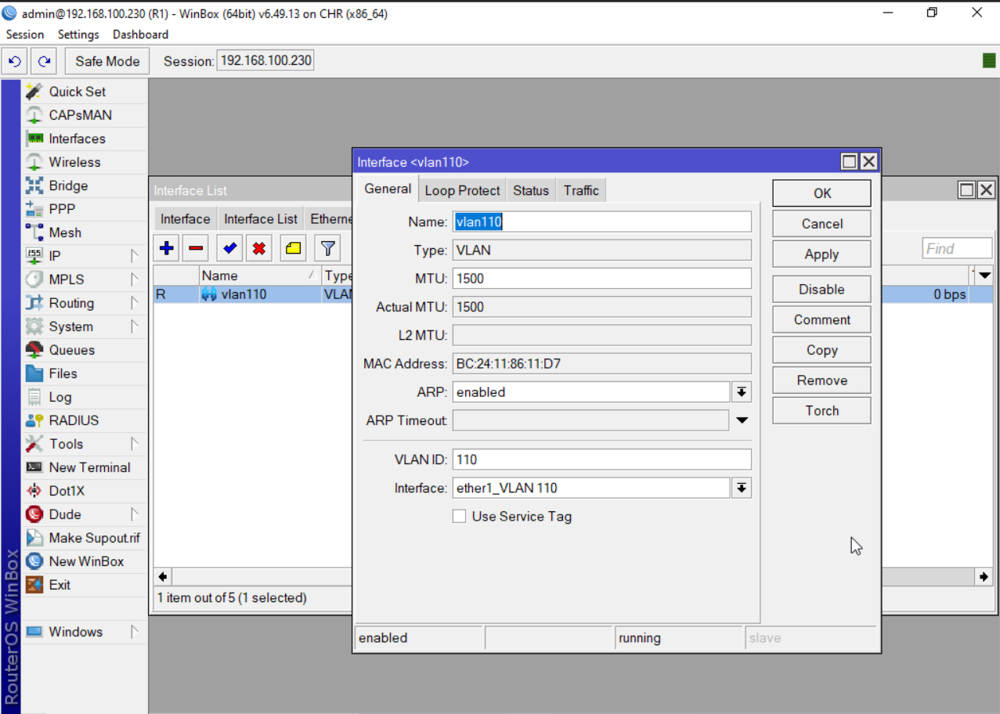 admin@192.168.100.230 (R1) - WinBox (64bit) v6.49.13 on CHR (x86_64)
Session Settings Dashboard
Safe Mode Session: 192.168.100.230
Quick Set
CAPsMAN
Interfaces
Wireless
Bridge
PPP
Mesh
IP
MPLS
Routing
System
Queues
Files
Log
RADIUS
Tools
New Terminal
Dot1X
Dude
Make Supout.rif
New WinBox
Exit
Windows
RouterOS WinBox
Interface List
Interface Interface List Etherne
Find
Name Type
R vlan110 VLAN 0 bps
1 item out of 5 (1 selected)
Interface <vlan110>
General Loop Protect Status Traffic
Name: vlan110
Type: VLAN
MTU: 1500
Actual MTU: 1500
L2 MTU:
MAC Address: BC:24:11:86:11:D7
ARP: enabled
ARP Timeout
VLAN ID: 110
Interface: ether1_VLAN 110
Use Service Tag
OK
Cancel
Apply
Disable
Comment
Copy
Remove
Torch
enabled running slave